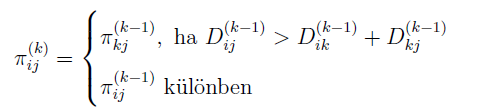 π_{ij}^{(k)} = { π_{kj}^{(k−1)}, ha D_{ij}^{(k−1)} > D_{ik}^{(k−1)} + D_{kj}^{(k−1)}
π_{ij}^{(k−1)} különben